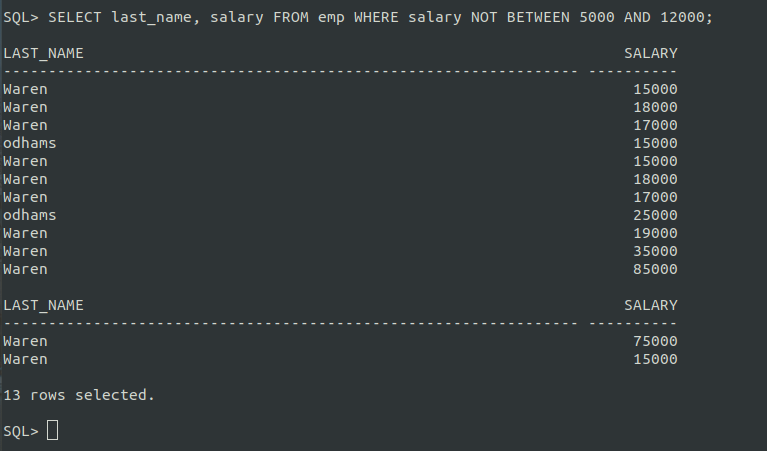 SQL> SELECT last_name, salary FROM emp WHERE salary NOT BETWEEN 5000 AND 12000;
LAST_NAME SALARY
---------------------------------------------------------------- ----------
Waren 15000
Waren 18000
Waren 17000
odhams 15000
Waren 15000
Waren 18000
Waren 17000
odhams 25000
Waren 19000
Waren 35000
Waren 85000
LAST_NAME SALARY
---------------------------------------------------------------- ----------
Waren 75000
Waren 15000
13 rows selected.
SQL>